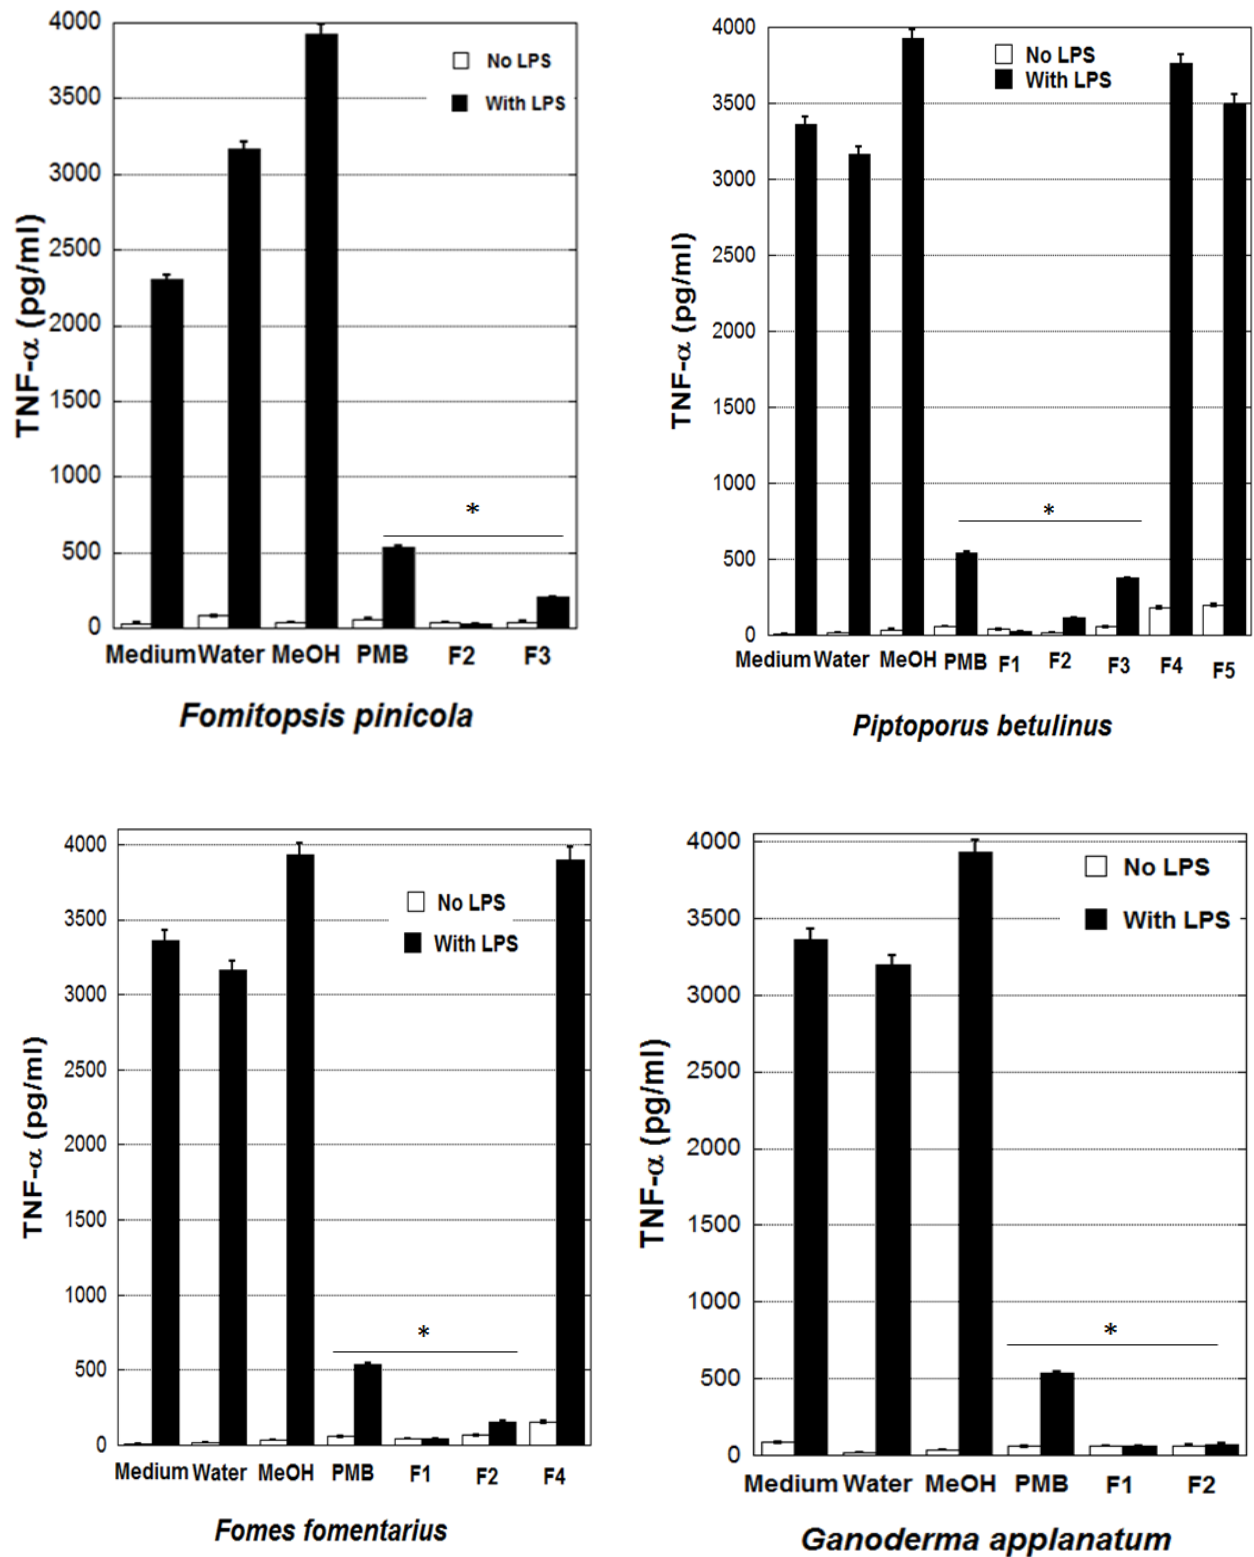 4000
3500
3000
2500
2000
1500
1000
500
0
TNF-α (pg/ml)
No LPS
With LPS
*
Medium Water MeOH PMB F2 F3
Fomitopsis pinicola
4000
3500
3000
2500
2000
1500
1000
500
0
TNF-α (pg/ml)
No LPS
With LPS
*
Medium Water MeOH PMB F1 F2 F3 F4 F5
Piptoporus betulinus
4000
3500
3000
2500
2000
1500
1000
500
0
TNF-α (pg/ml)
No LPS
With LPS
*
Medium Water MeOH PMB F1 F2 F4
Fomes fomentarius
4000
3500
3000
2500
2000
1500
1000
500
0
TNF-α (pg/ml)
No LPS
With LPS
*
Medium Water MeOH PMB F1 F2
Ganoderma applanatum